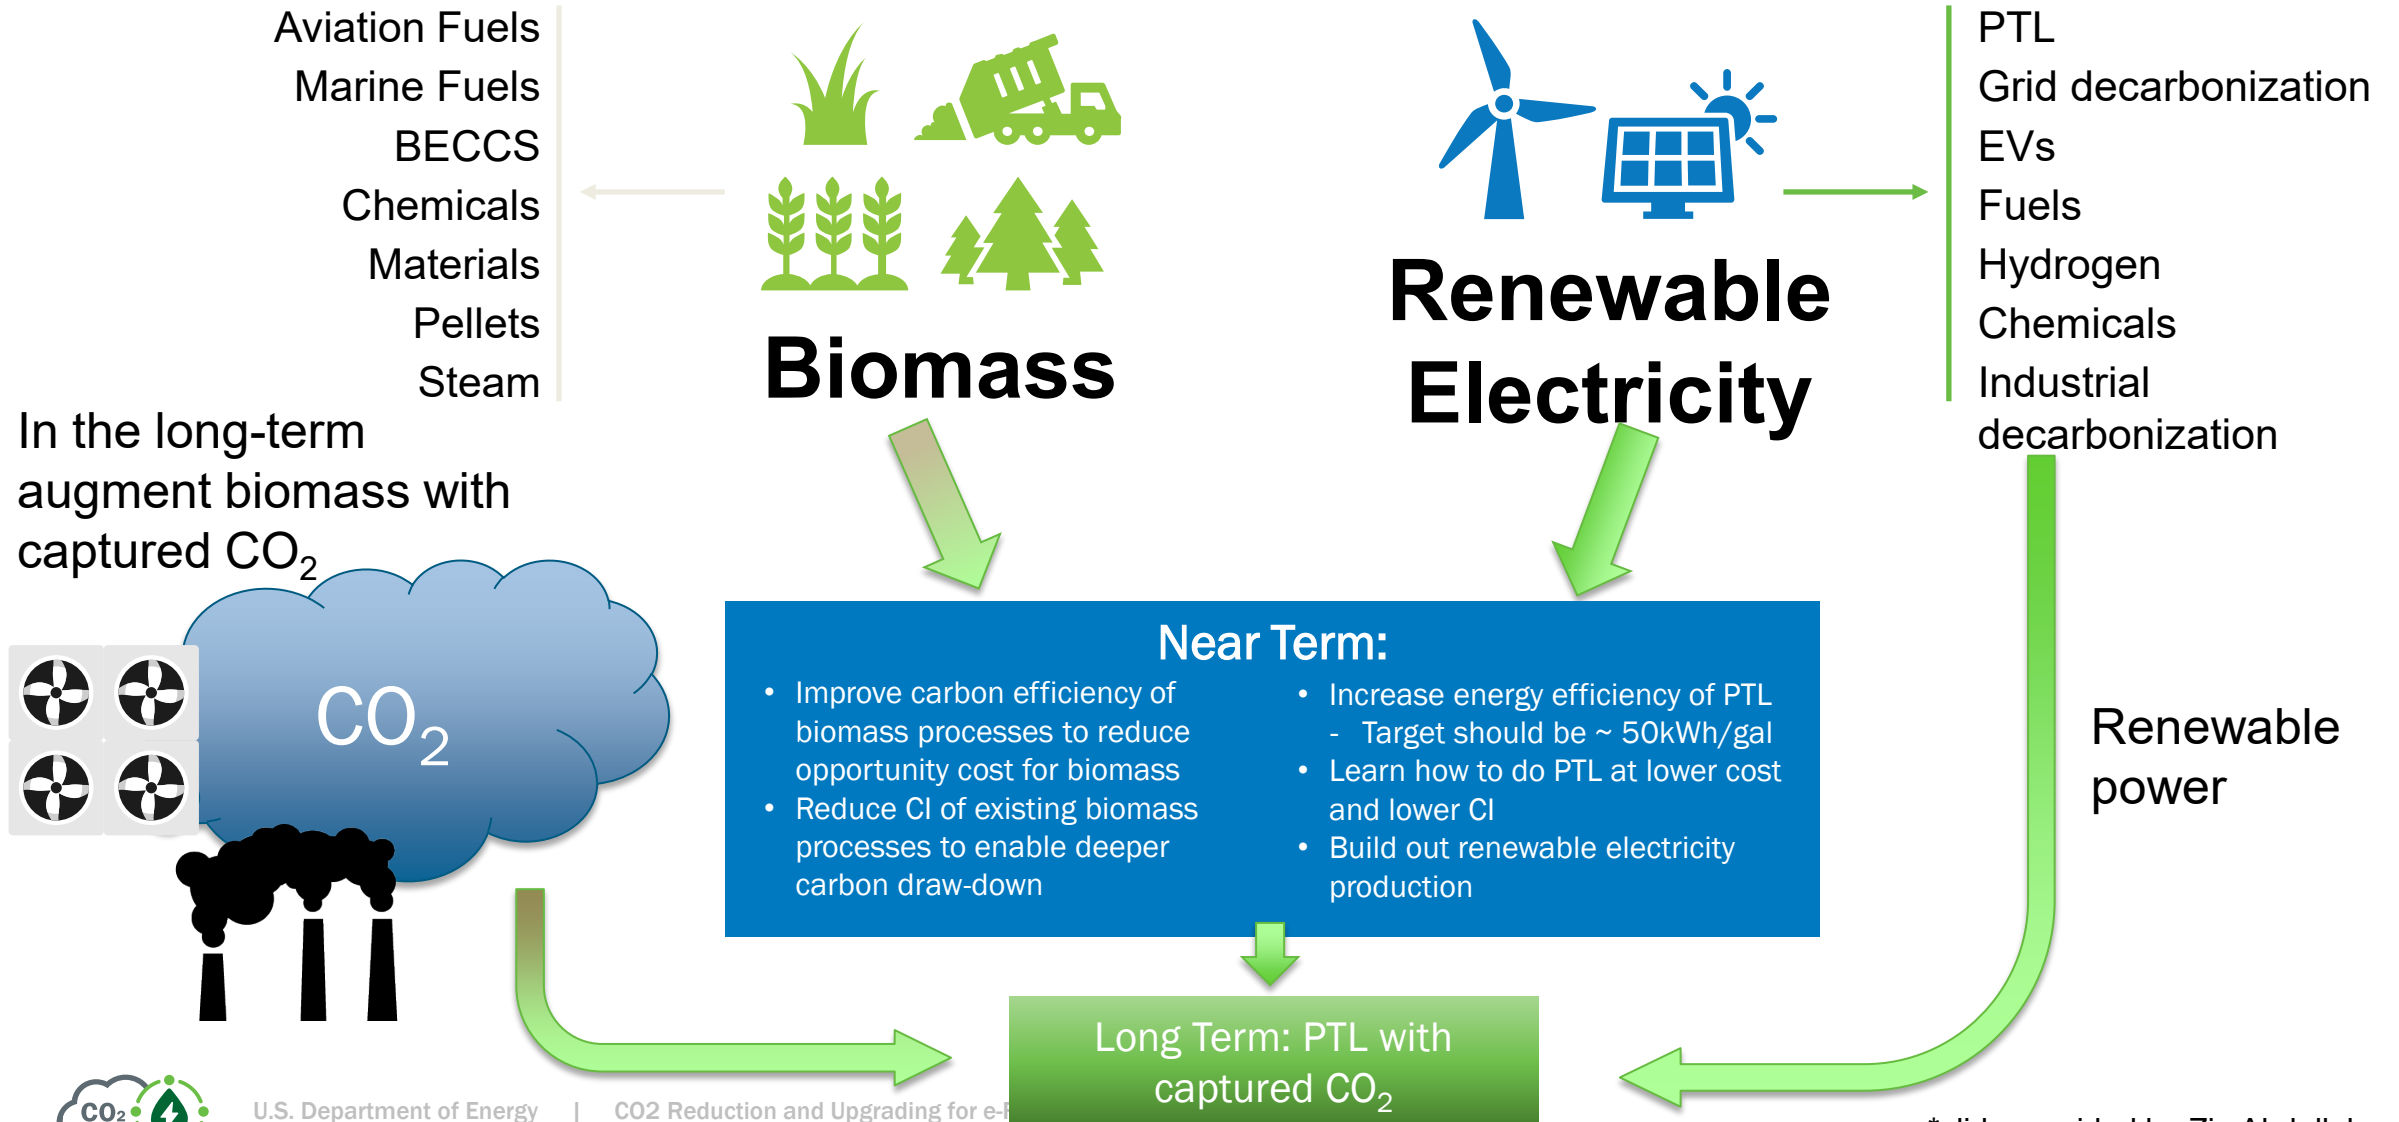 Aviation Fuels
Marine Fuels
BECCS
Chemicals
Materials
Pellets
Steam
Biomass
Renewable
Electricity
PTL
Grid decarbonization
EVs
Fuels
Hydrogen
Chemicals
Industrial
decarbonization
In the long-term
augment biomass with
captured CO₂
CO₂
Near Term:
• Improve carbon efficiency of
biomass processes to reduce
opportunity cost for biomass
• Reduce CI of existing biomass
processes to enable deeper
carbon draw-down
• Increase energy efficiency of PTL
- Target should be ~ 50kWh/gal
• Learn how to do PTL at lower cost
and lower CI
• Build out renewable electricity
production
Renewable
power
Long Term: PTL with
captured CO₂
CO₂
U.S. Department of Energy | CO2 Reduction and Upgrading for